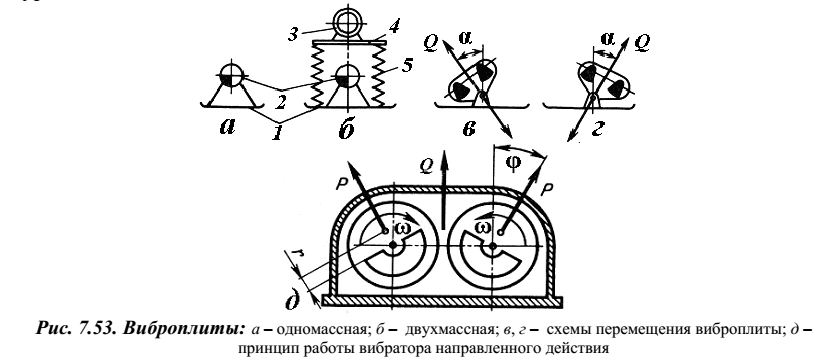 3
4
Q
α
α
Q
5
2
а
1
б
в
г
P
Q
φ
P
ω
ω
r
д
Рис. 7.53. Виброплиты: а – одномассная; б – двухмассная; в, г – схемы перемещения виброплиты; д –
принцип работы вибратора направленного действия